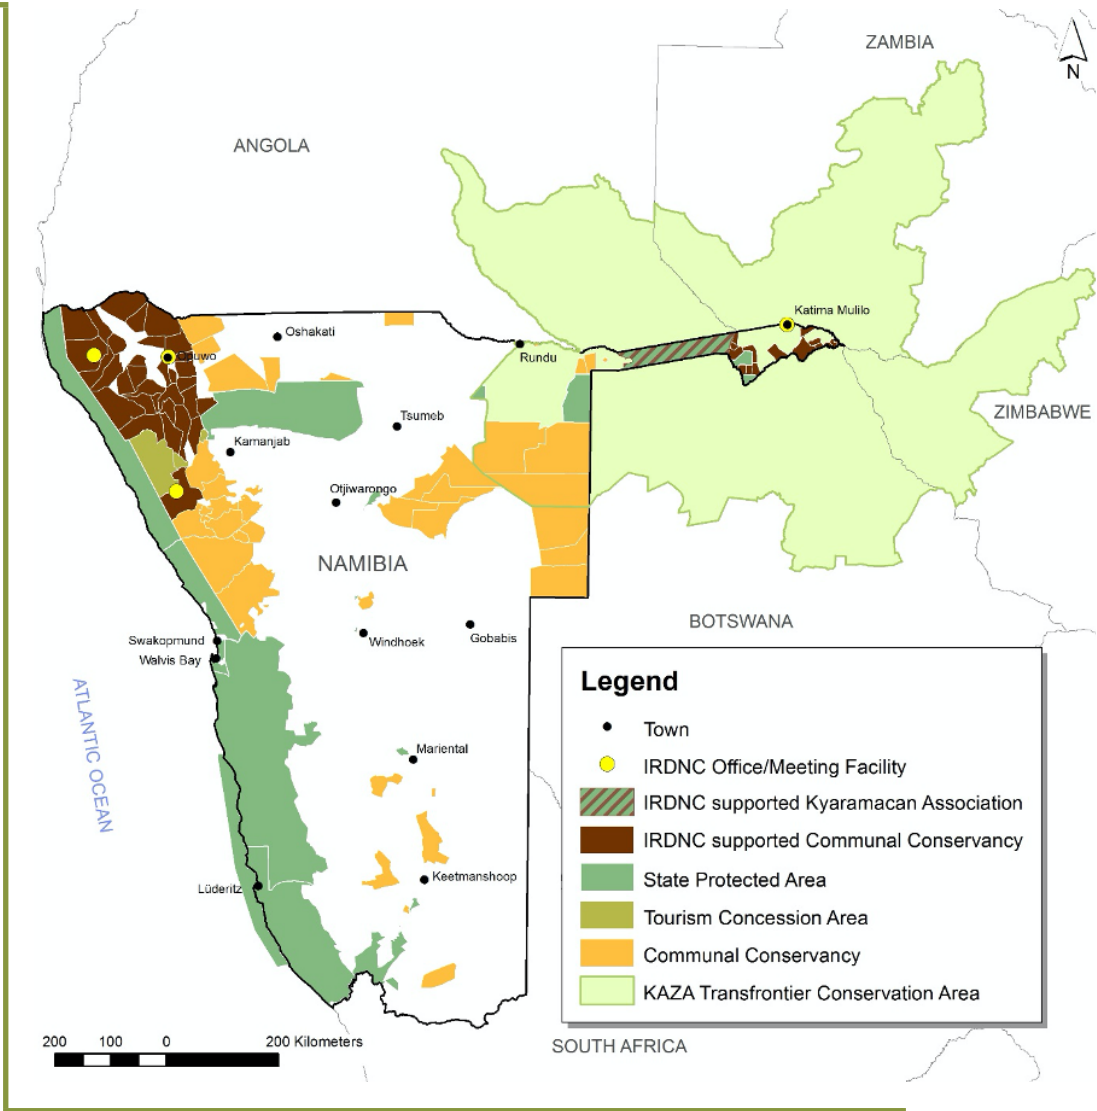 ZAMBIA
N
ANGOLA
Katima Mulilo
Oshakati
Opuwo
Rundu
ZIMBABWE
Tsumeb
Kamanjab
Otjiwarongo
NAMIBIA
BOTSWANA
Swakopmund
Windhoek
Gobabis
Walvis Bay
ATLANTIC OCEAN
Mariental
Lüderitz
Keetmanshoop
Legend
Town
IRDNC Office/Meeting Facility
IRDNC supported Kyaramacan Association
IRDNC supported Communal Conservancy
State Protected Area
Tourism Concession Area
Communal Conservancy
KAZA Transfrontier Conservation Area
200 100 0 200 Kilometers
SOUTH AFRICA